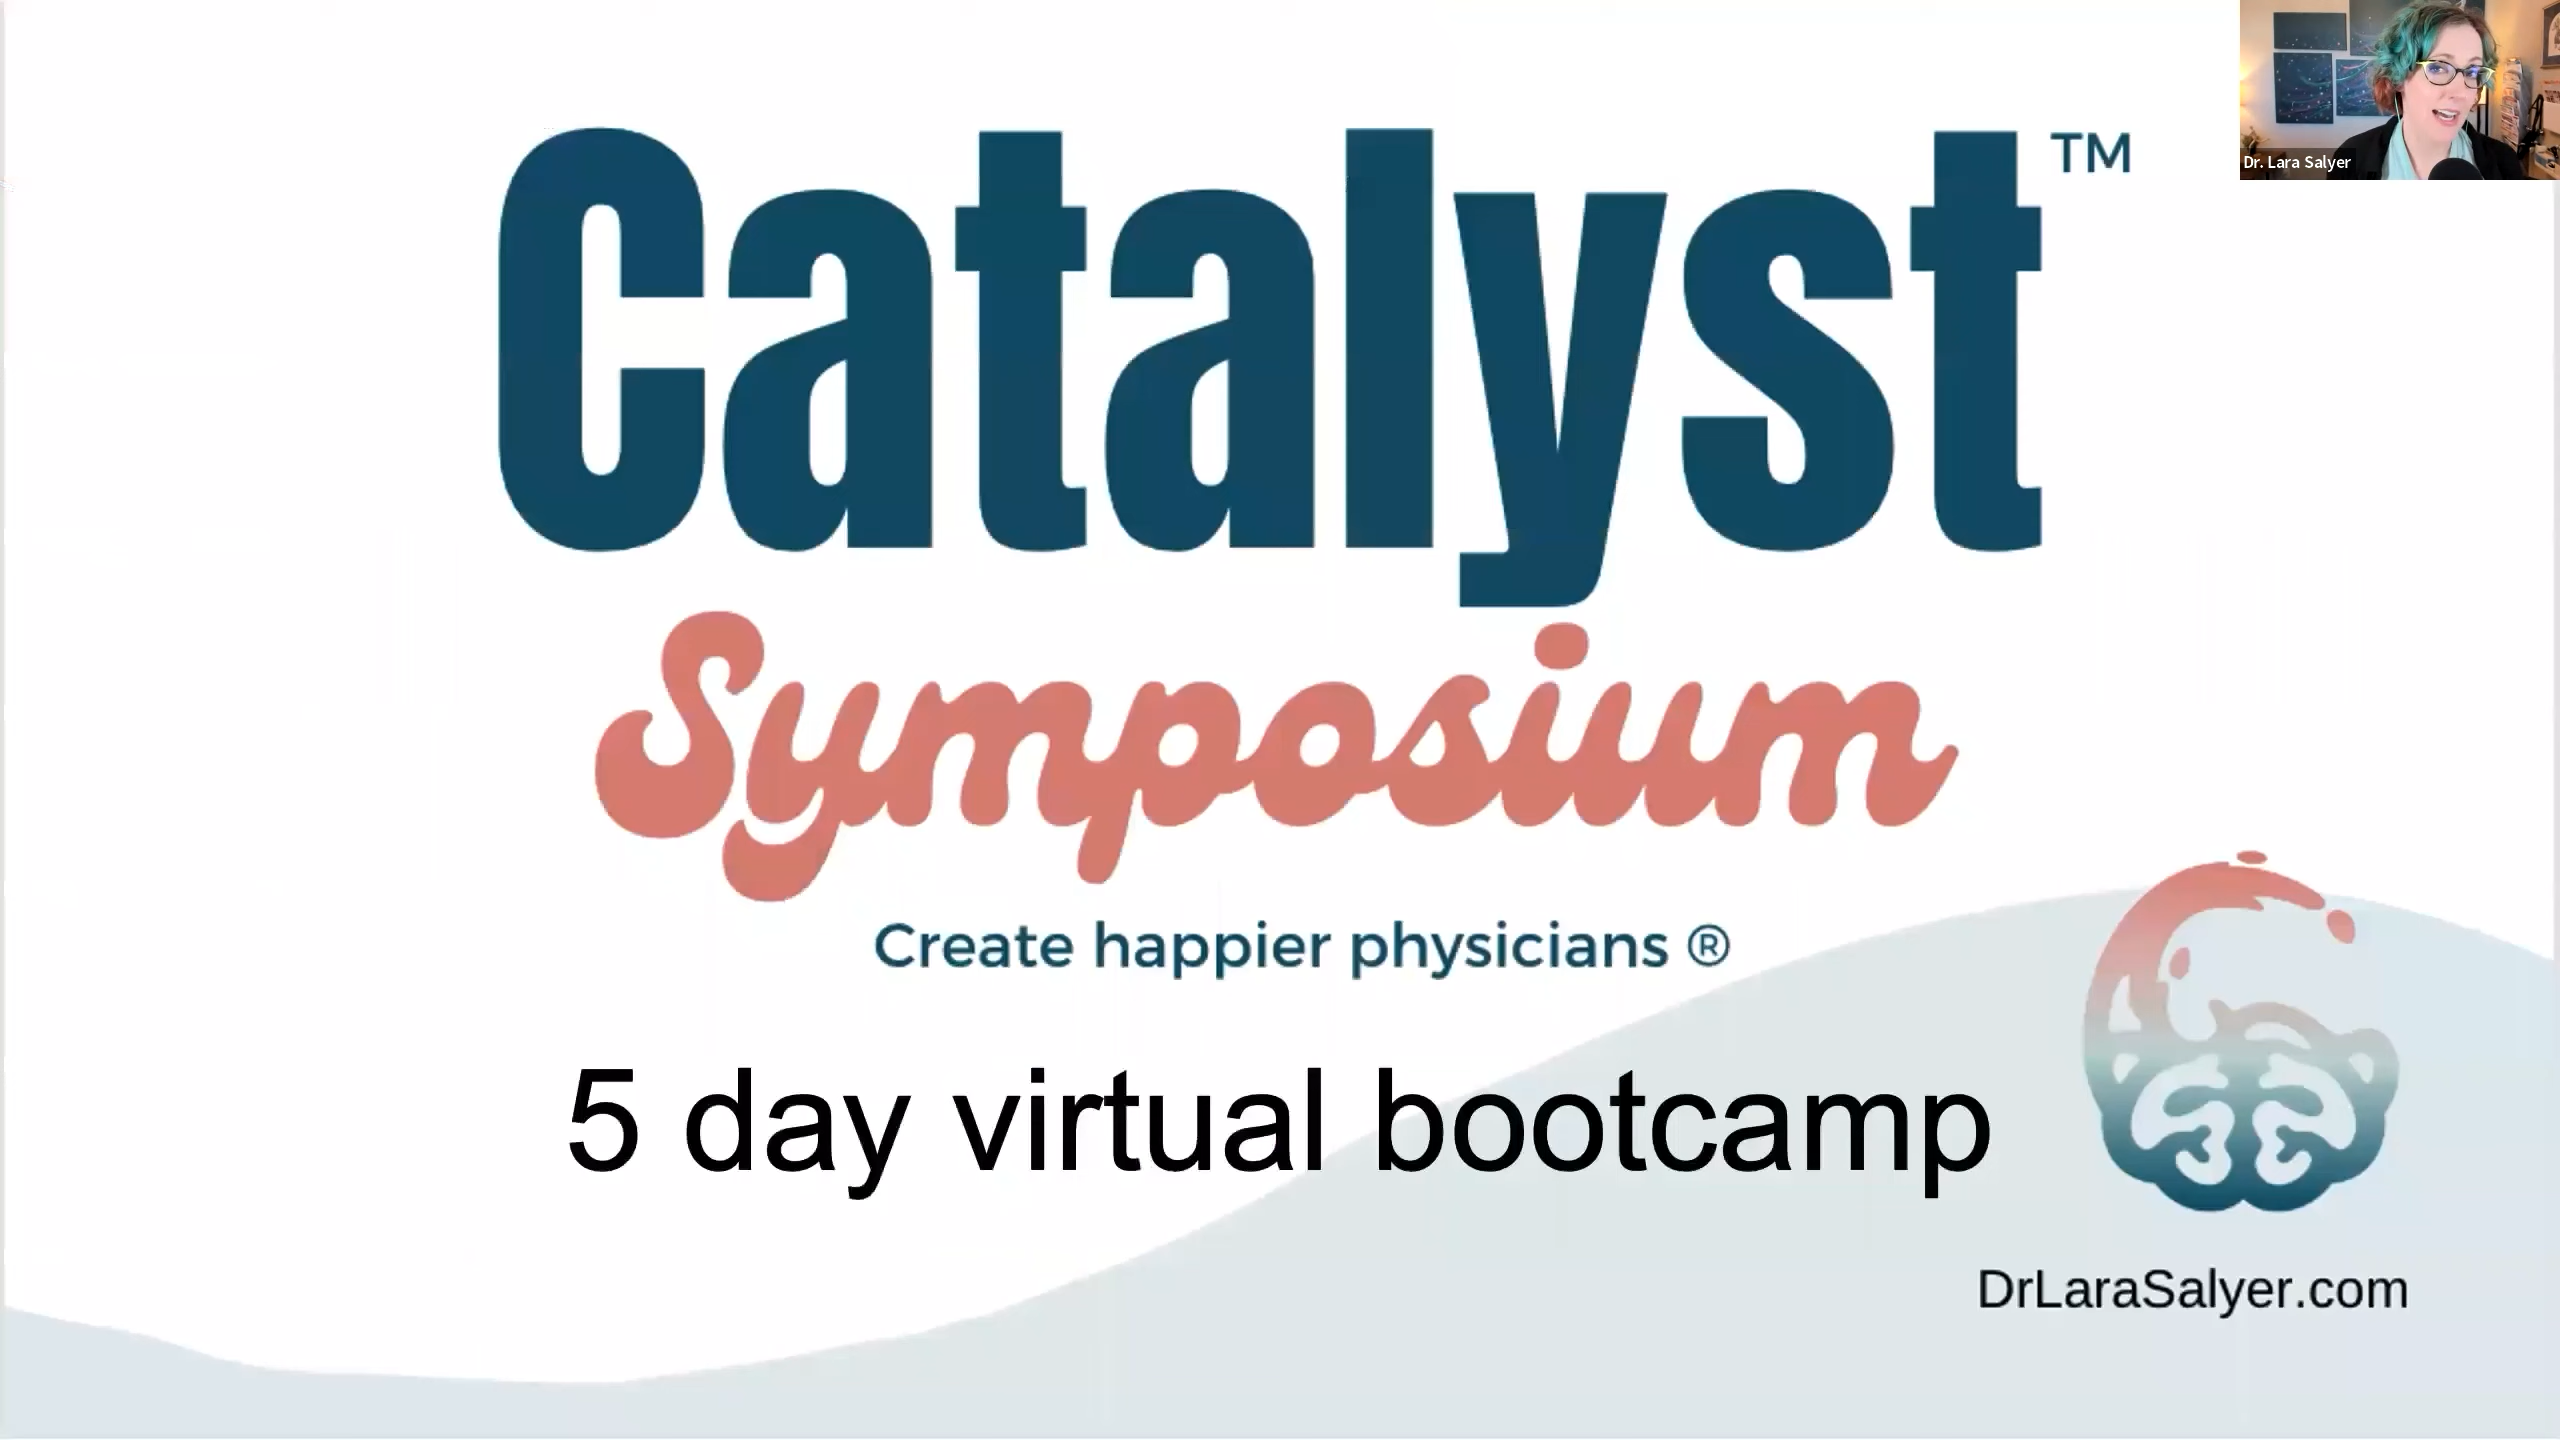 Catalyst™
Symposium
Create happier physicians ®
5 day virtual bootcamp
DrLaraSalyer.com
Dr. Lara Salyer